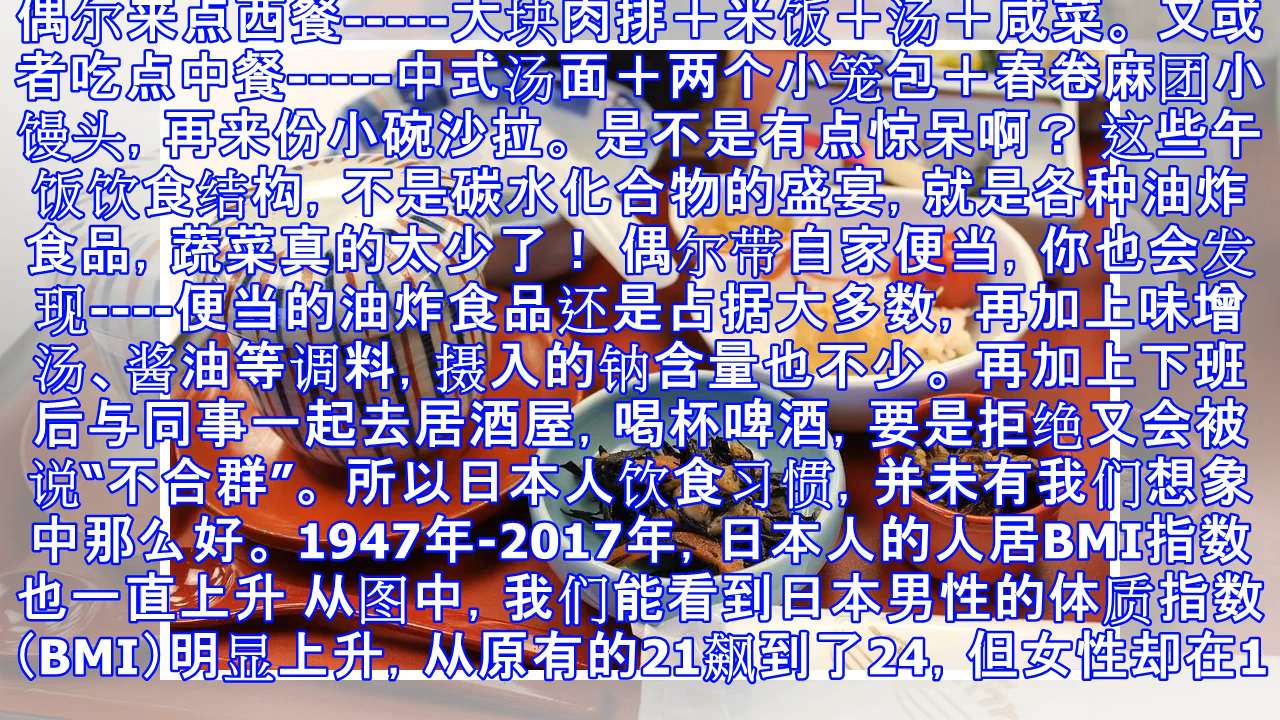 偶尔来点西餐-----大块肉排＋米饭＋汤＋咸菜。又或
者吃点中餐-----中式汤面＋两个小笼包＋春卷麻团小
馒头, 再来份小碗沙拉。是不是有点惊呆啊？ 这些午
饭饮食结构, 不是碳水化合物的盛宴, 就是各种油炸
食品, 蔬菜真的太少了！ 偶尔带自家便当, 你也会发
现----便当的油炸食品还是占据大多数, 再加上味增
汤、酱油等调料, 摄入的钠含量也不少。再加上下班
后与同事一起去居酒屋, 喝杯啤酒, 要是拒绝又会被
说“不合群”。所以日本人饮食习惯, 并未有我们想象
中那么好。1947年-2017年, 日本人的人居BMI指数
也一直上升 从图中, 我们能看到日本男性的体质指数
(BMI)明显上升, 从原有的21飙到了24, 但女性却在1